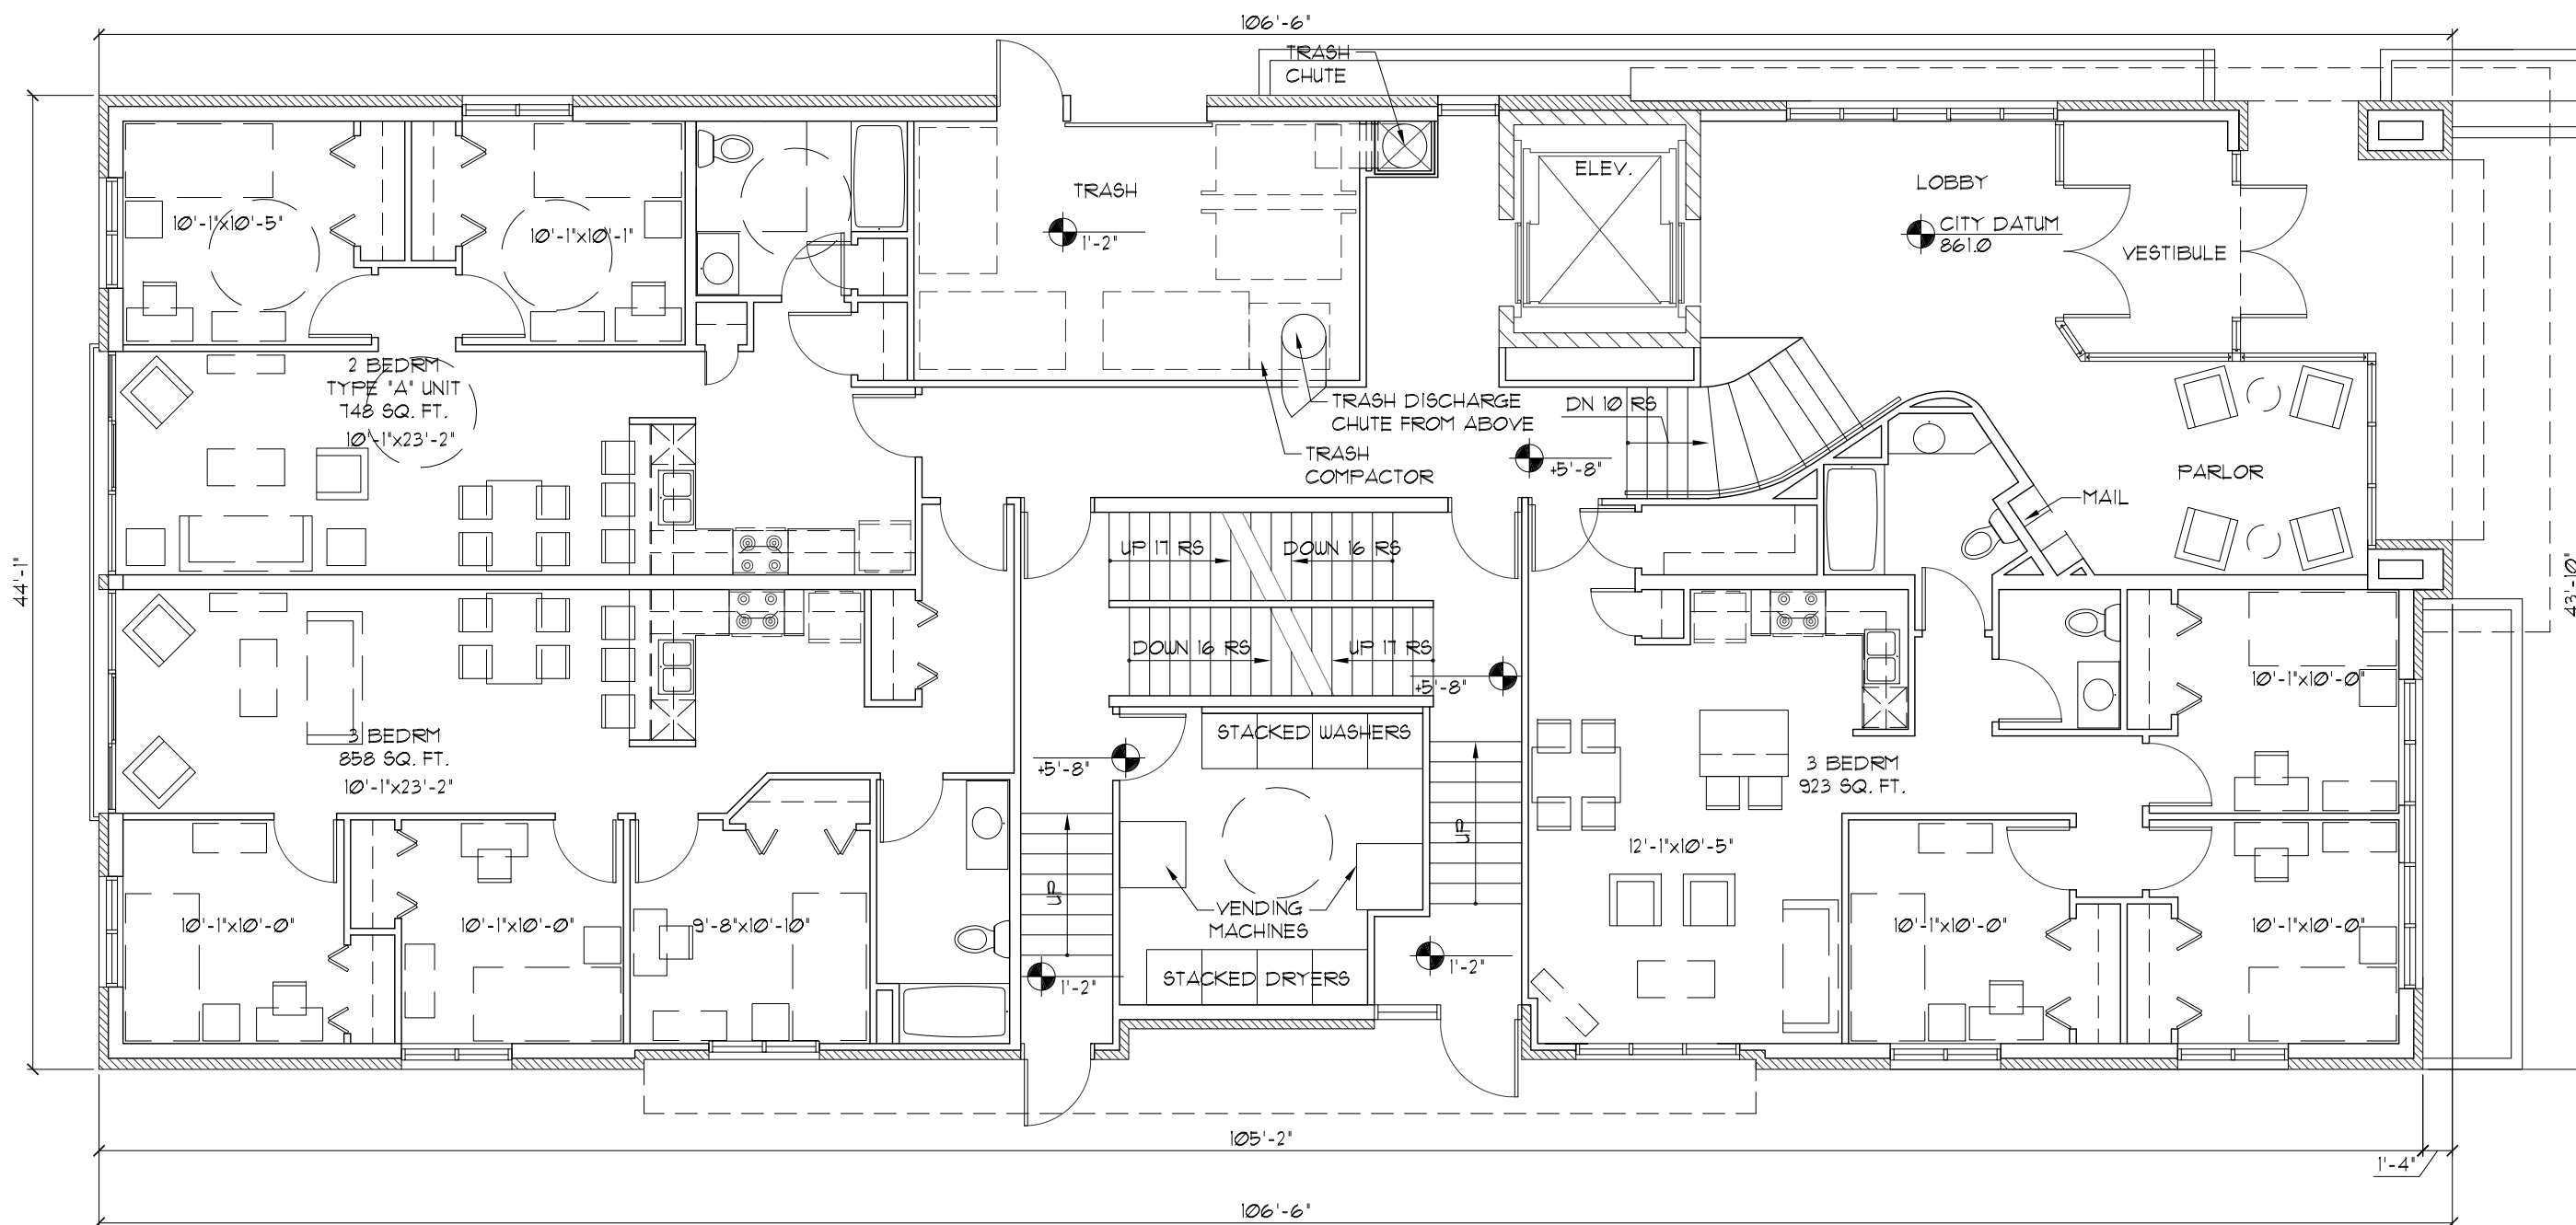 106'-6"
TRASH
CHUTE
ELEV.
LOBBY
TRASH
CITY DATUM
861.0
10'-1"x10'-5"
10'-1"x10'-1"
1'-2"
VESTIBULE
2 BEDRM
TYPE "A" UNIT
748 SQ. FT.
10'-1"x23'-2"
TRASH DISCHARGE
CHUTE FROM ABOVE
DN 10 RS
TRASH
COMPACTOR
+5'-8"
PARLOR
MAIL
UP 17 RS
DOWN 16 RS
44'-1"
43'-10"
DOWN 16 RS
UP 17 RS
+5'-8"
10'-1"x10'-0"
STACKED WASHERS
3 BEDRM
858 SQ. FT.
10'-1"x23'-2"
+5'-8"
3 BEDRM
923 SQ. FT.
UP
12'-1"x10'-5"
UP
10'-1"x10'-0"
10'-1"x10'-0"
9'-8"x10'-10"
VENDING
MACHINES
10'-1"x10'-0"
10'-1"x10'-0"
1'-2"
STACKED DRYERS
1'-2"
105'-2"
1'-4"
106'-6"